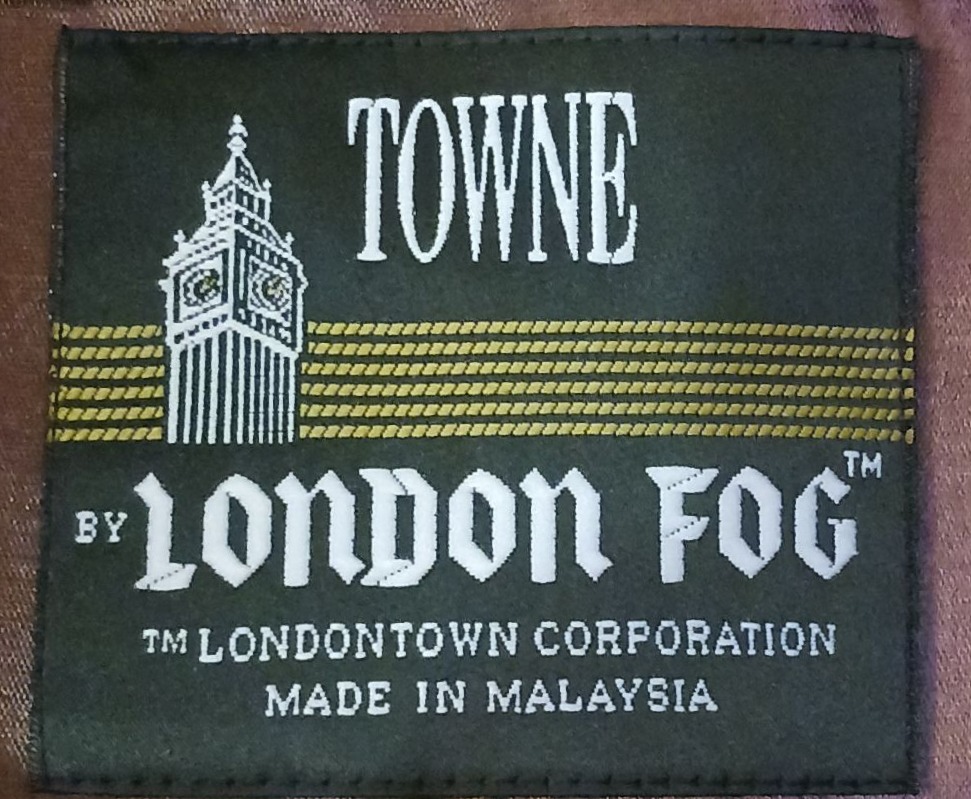 TOWNE
BY LONDON FOG™
™ LONDONTOWN CORPORATION
MADE IN MALAYSIA